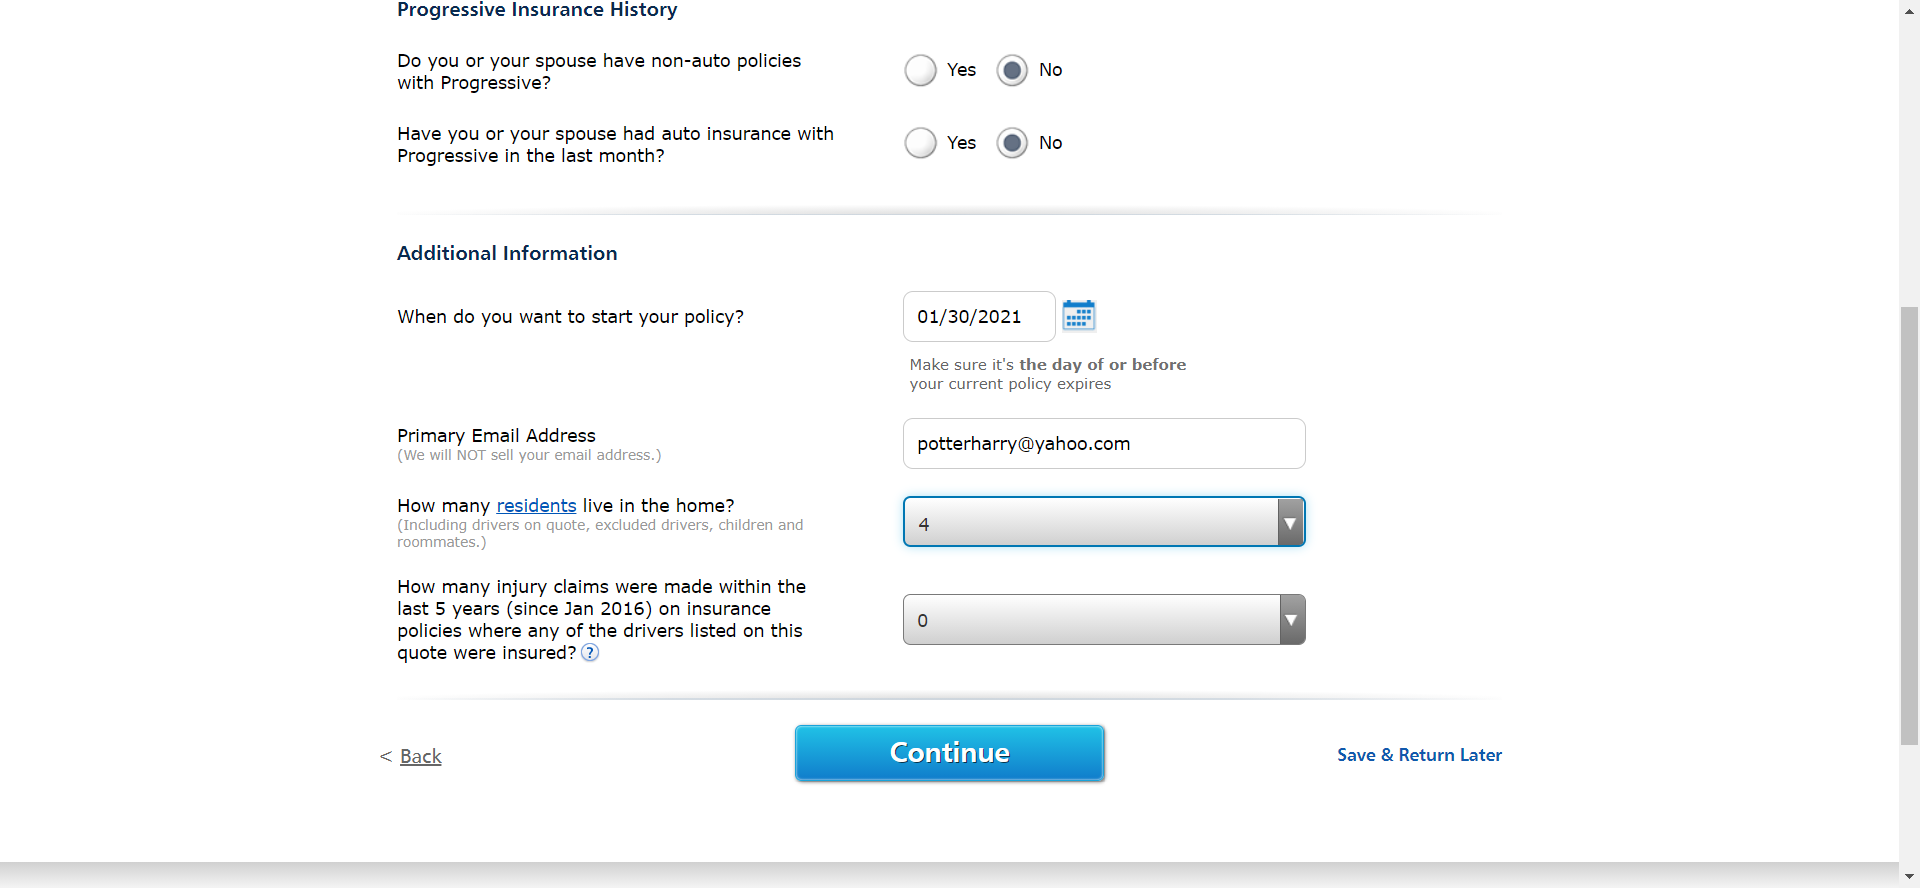 Progressive Insurance History
Do you or your spouse have non-auto policies
with Progressive?
Yes No
Have you or your spouse had auto insurance with
Progressive in the last month?
Yes No
Additional Information
When do you want to start your policy?
01/30/2021
Make sure it's the day of or before
your current policy expires
Primary Email Address
(We will NOT sell your email address.)
potterharry@yahoo.com
How many residents live in the home?
(Including drivers on quote, excluded drivers, children and
roommates.)
4
How many injury claims were made within the
last 5 years (since Jan 2016) on insurance
policies where any of the drivers listed on this
quote were insured? ?
0
< Back
Continue
Save & Return Later